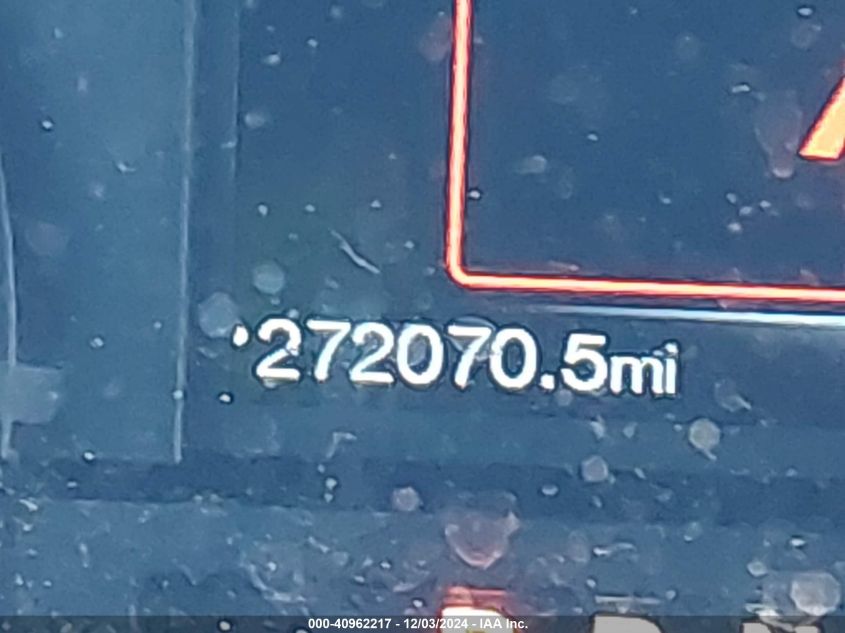 •272070.5mi
000-40962217 - 12/03/2024 - IAA Inc.